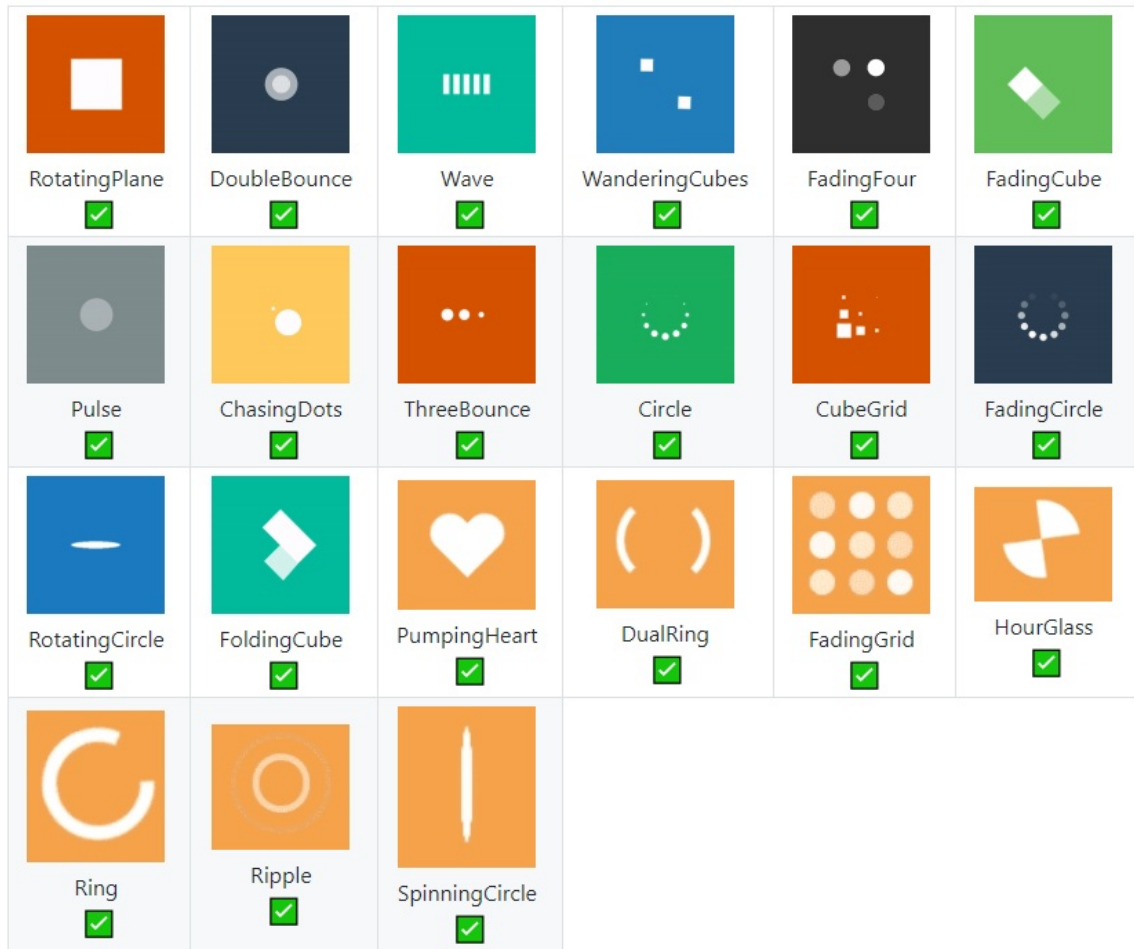 RotatingPlane
DoubleBounce
Wave
WanderingCubes
FadingFour
FadingCube
Pulse
ChasingDots
ThreeBounce
Circle
CubeGrid
FadingCircle
RotatingCircle
FoldingCube
PumpingHeart
DualRing
FadingGrid
HourGlass
Ring
Ripple
SpinningCircle